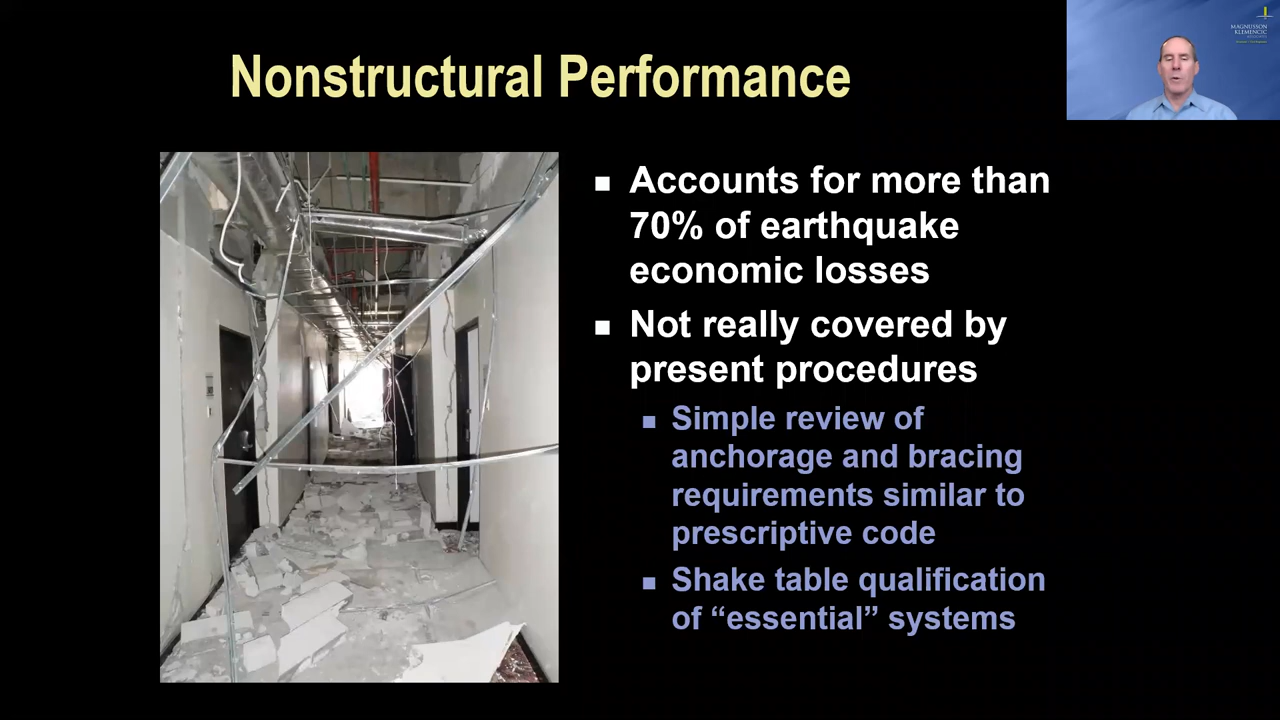 Nonstructural Performance
MAGNUSSON
KLEMENCIC
Accounts for more than
70% of earthquake
economic losses
Not really covered by
present procedures
Simple review of
anchorage and bracing
requirements similar to
prescriptive code
Shake table qualification
of “essential” systems